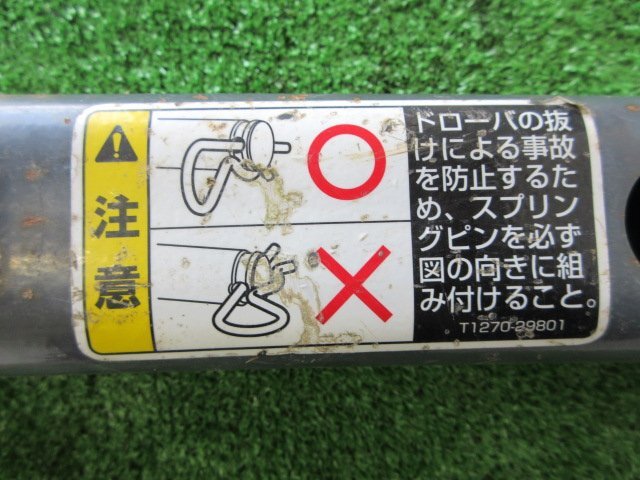 注意
ドローバの抜
けによる事故
を防止するた
め、スプリン
グピンを必ず
図の向きに組
み付けること。
T1270-29801